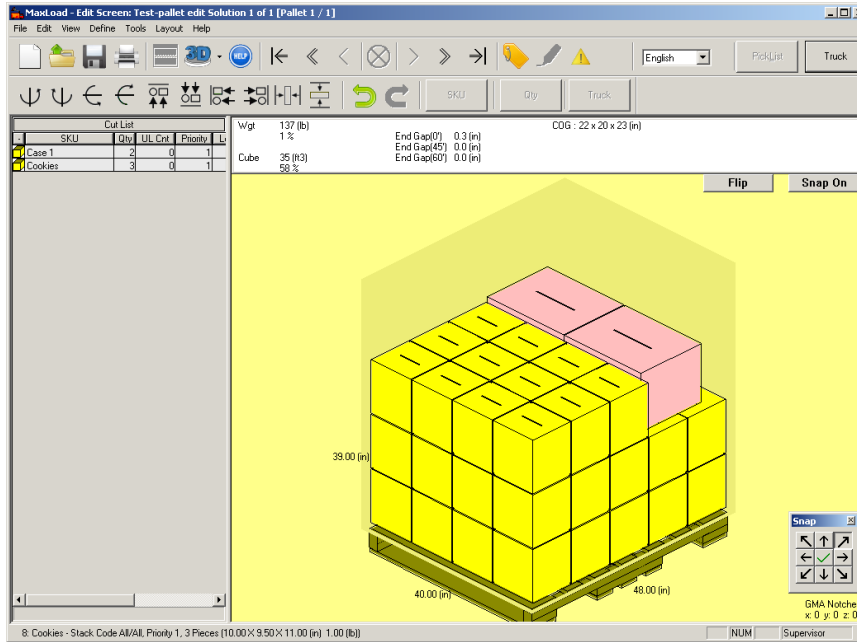 MaxLoad - Edit Screen: Test-pallet edit Solution 1 of 1 [Pallet 1 / 1]
File Edit View Define Tools Layout Help
3D HELP English PickList Truck
SKU Qty Truck
Cut List
- SKU Qty UL Cnt Priority
Case 1 2 0 1
Cookies 3 0 1
Wgt 137 (lb) COG : 22 x 20 x 23 (in)
1 % End Gap(0') 0.3 (in)
End Gap(45') 0.0 (in)
Cube 35 (ft3) End Gap(60') 0.0 (in)
58 %
Flip Snap On
39.00 (in)
40.00 (in) 48.00 (in)
Snap
GMA Notche
x: 0 y: 0 z: 0
8: Cookies - Stack Code All/All, Priority 1, 3 Pieces (10.00 X 9.50 X 11.00 (in) 1.00 (lb)) NUM Supervisor